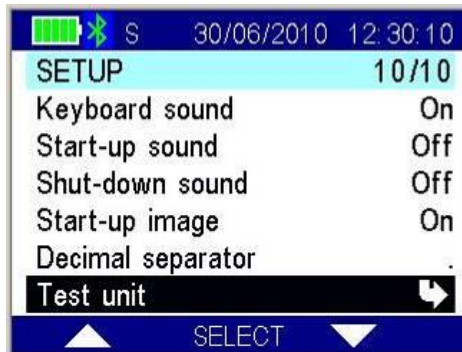 S 30/06/2010 12:30:10
SETUP 10/10
Keyboard sound On
Start-up sound Off
Shut-down sound Off
Start-up image On
Decimal separator .
Test unit
SELECT